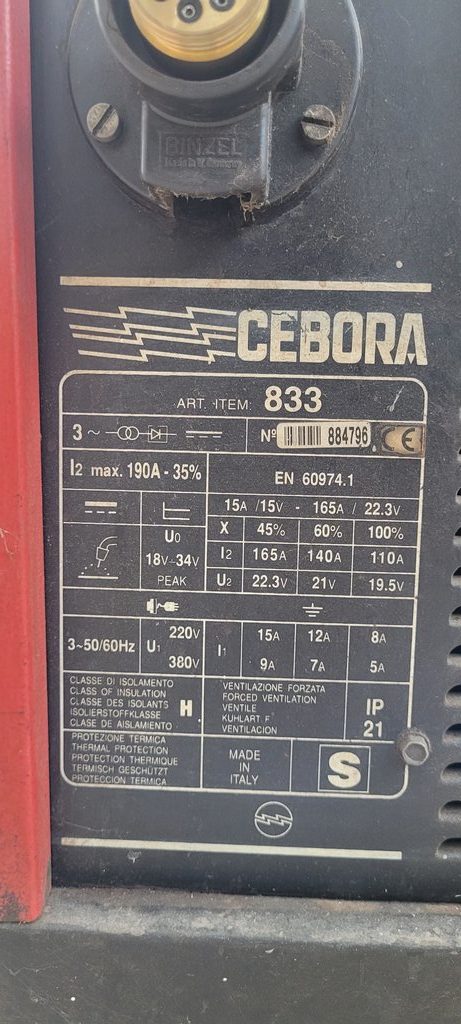 BINZEL
CEBORA
ART. ITEM: 833
3 ~
Nº 884796 CE
I2 max. 190A - 35%
EN 60974.1
15A /15V - 165A / 22.3V
X 45% 60% 100%
U0
18V-34V
PEAK
I2 165A 140A 110A
U2 22.3V 21V 19.5V
3~50/60Hz
U1 220V 380V
I1 15A 12A 8A
9A 7A 5A
CLASSE DI ISOLAMENTO
CLASS OF INSULATION
CLASSE DES ISOLANTS
ISOLIERSTOFFKLASSE
CLASE DE AISLAMIENTO
H
VENTILAZIONE FORZATA
FORCED VENTILATION
VENTILE
KUHLART F
VENTILACION
IP
21
PROTEZIONE TERMICA
THERMAL PROTECTION
PROTECTION THERMIQUE
TERMISCH GESCHÜTZT
PROTECCION TERMICA
MADE
IN
ITALY
S